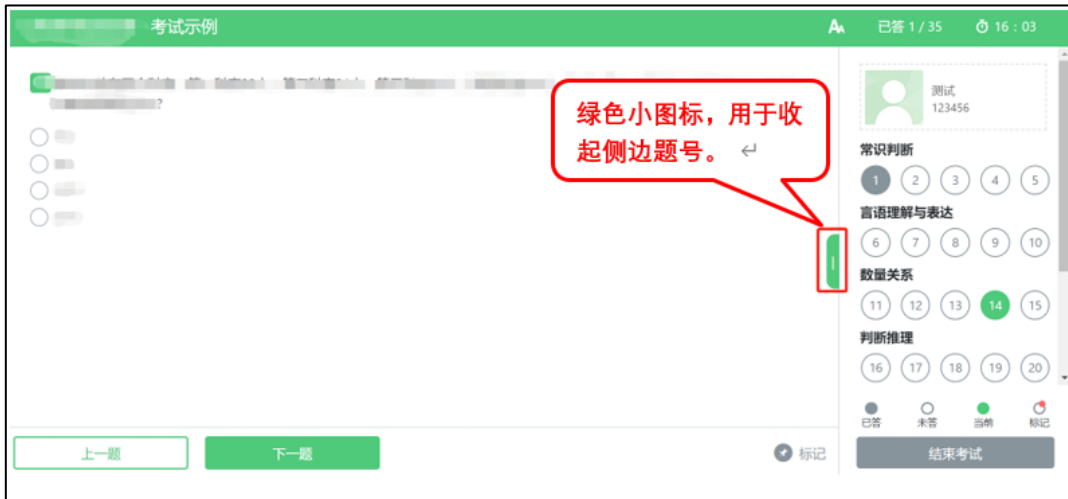 考试示例
已答 1 / 35
16 : 03
?
绿色小图标，用于收
起侧边题号。
测试
123456
常识判断
1 2 3 4 5
言语理解与表达
6 7 8 9 10
数量关系
11 12 13 14 15
判断推理
16 17 18 19 20
已答 未答 当前 标记
上一题 下一题 标记 结束考试